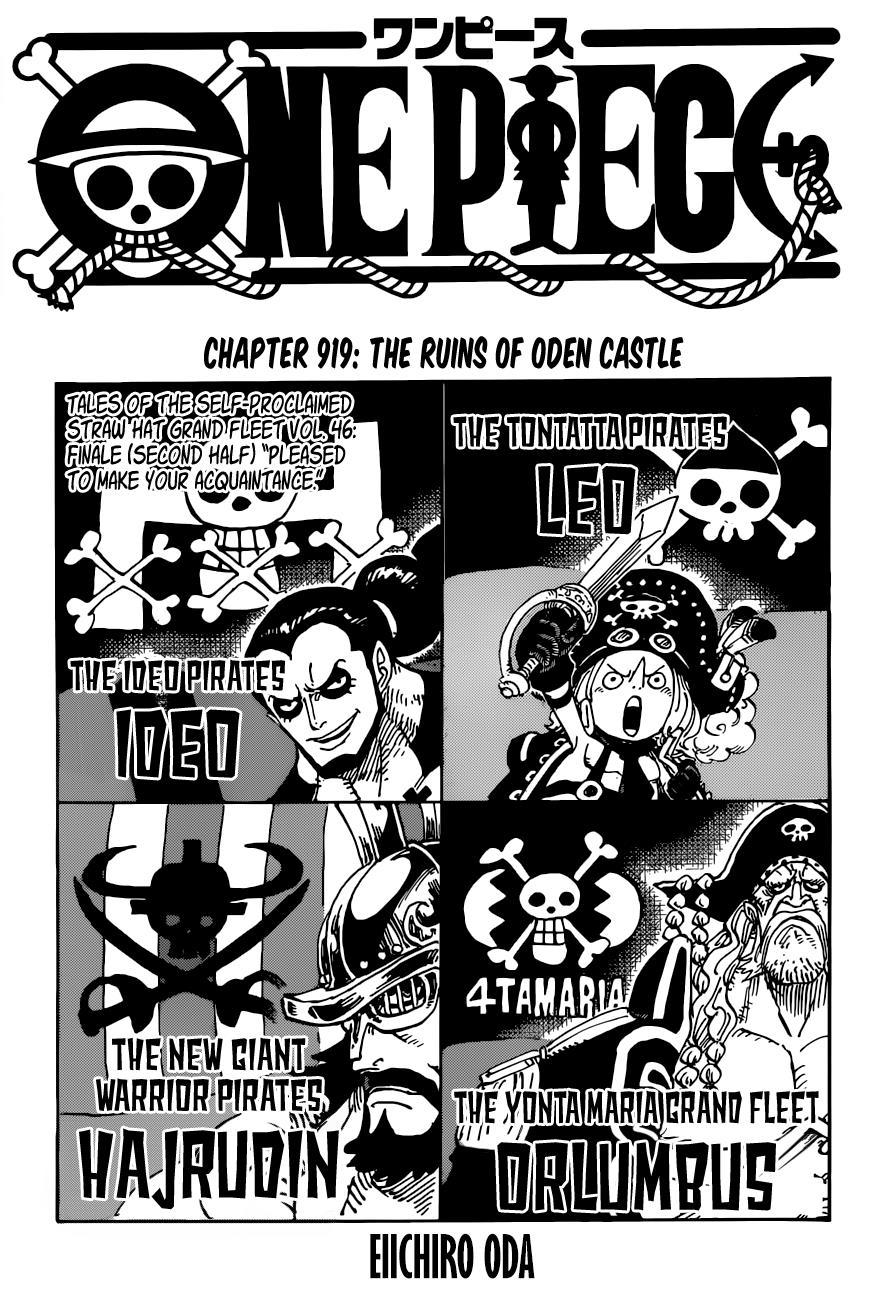 ワンピース
ONE PIECE
CHAPTER 919: THE RUINS OF ODEN CASTLE
TALES OF THE SELF-PROCLAIMED
STRAW HAT GRAND FLEET VOL. 46:
FINALE (SECOND HALF) "PLEASED
TO MAKE YOUR ACQUAINTANCE."
THE IDEO PIRATES
IDEO
THE TONTATTA PIRATES
LEO
THE NEW GIANT
WARRIOR PIRATES
HAJRUDIN
4TAMARIA
THE YONTA MARIA GRAND FLEET
ORLUMBUS
EIICHIRO ODA